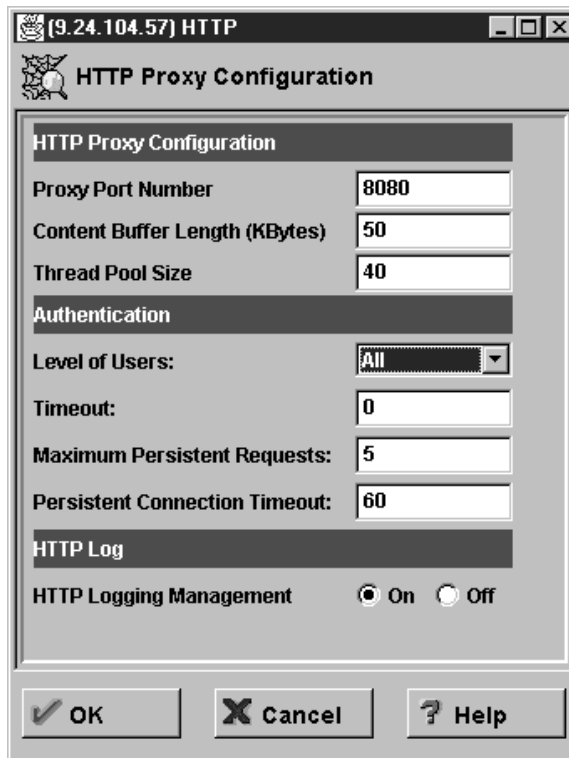 (9.24.104.57) HTTP
HTTP Proxy Configuration
HTTP Proxy Configuration
Proxy Port Number 8080
Content Buffer Length (KBytes) 50
Thread Pool Size 40
Authentication
Level of Users: All
Timeout: 0
Maximum Persistent Requests: 5
Persistent Connection Timeout: 60
HTTP Log
HTTP Logging Management On Off
OK Cancel ? Help